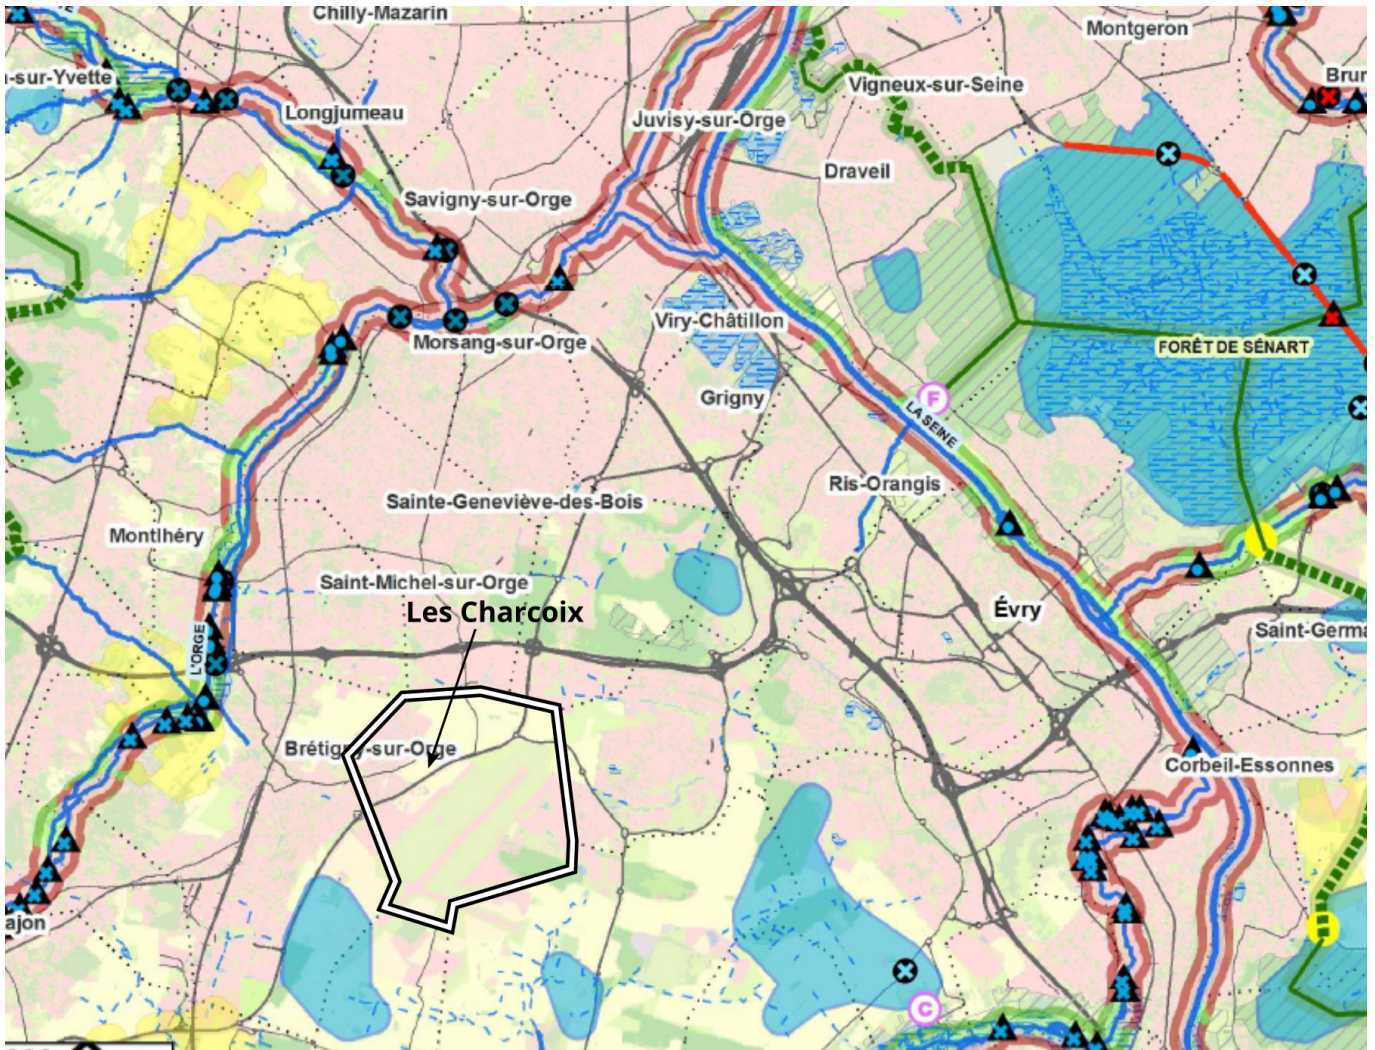 Chilly-Mazarin
Montgeron
-sur-Yvette
Brun
Vigneux-sur-Seine
Longjumeau
Juvisy-sur-Orge
Draveil
Savigny-sur-Orge
Viry-Châtillon
Morsang-sur-Orge
FORÊT DE SÉNART
Grigny
F
LA SEINE
Ris-Orangis
Sainte-Geneviève-des-Bois
Montlhéry
Saint-Michel-sur-Orge
Les Charcoix
Évry
L'ORGE
Saint-Germa
Brétigny-sur-Orge
Corbeil-Essonnes
ajon
C